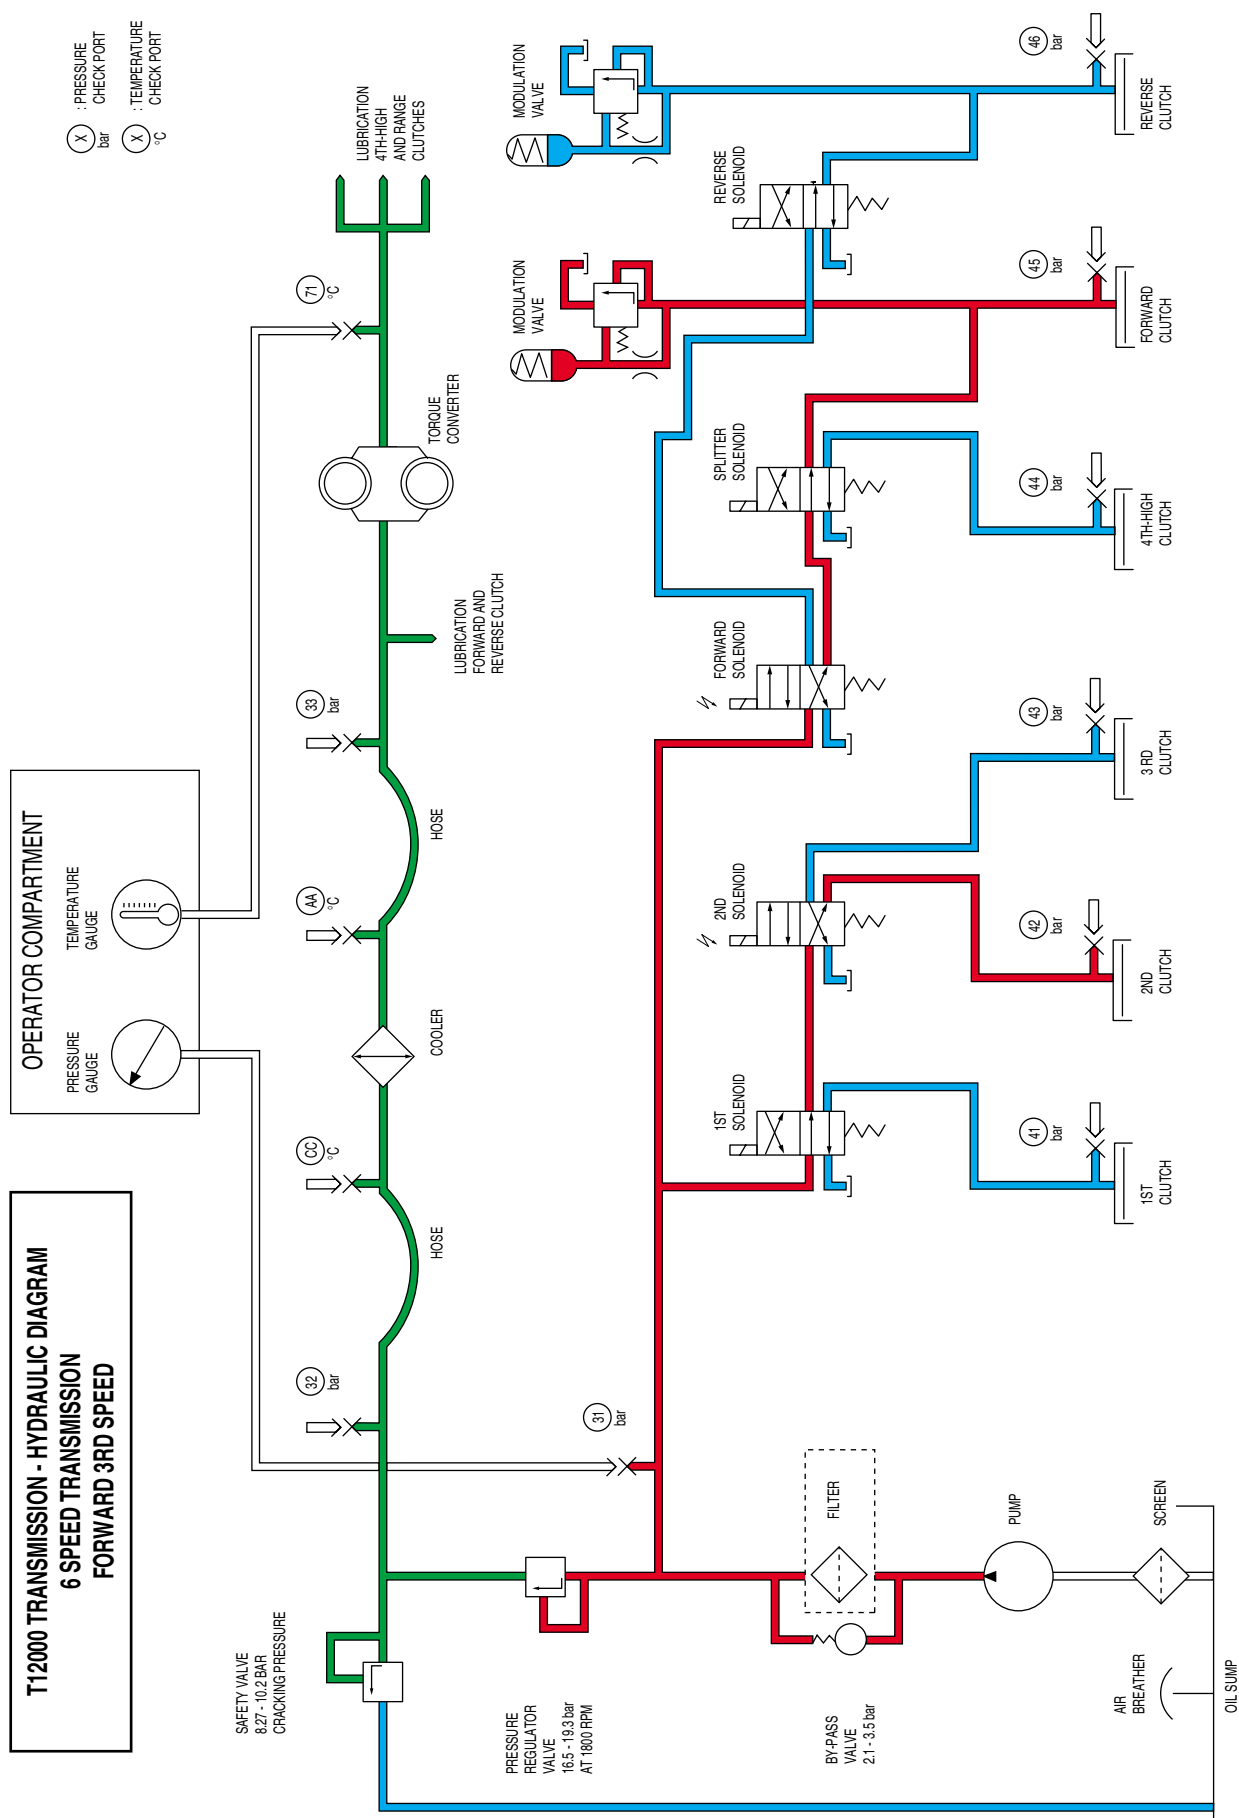 T12000 TRANSMISSION - HYDRAULIC DIAGRAM
6 SPEED TRANSMISSION
FORWARD 3RD SPEED
OPERATOR COMPARTMENT
PRESSURE
GAUGE
TEMPERATURE
GAUGE
X
bar
: PRESSURE
CHECK PORT
X
°C
: TEMPERATURE
CHECK PORT
SAFETY VALVE
8.27 - 10.2 BAR
CRACKING PRESSURE
32
bar
HOSE
CC
°C
COOLER
AA
°C
HOSE
33
bar
LUBRICATION
FORWARD AND
REVERSE CLUTCH
TORQUE
CONVERTER
71
°C
LUBRICATION
4TH-HIGH
AND RANGE
CLUTCHES
PRESSURE
REGULATOR
VALVE
16.5 - 19.3 bar
AT 1800 RPM
31
bar
MODULATION
VALVE
MODULATION
VALVE
1ST
SOLENOID
2ND
SOLENOID
FORWARD
SOLENOID
SPLITTER
SOLENOID
REVERSE
SOLENOID
BY-PASS
VALVE
2.1 - 3.5 bar
FILTER
PUMP
SCREEN
AIR
BREATHER
OIL SUMP
41
bar
42
bar
43
bar
44
bar
45
bar
46
bar
1ST
CLUTCH
2ND
CLUTCH
3 RD
CLUTCH
4TH-HIGH
CLUTCH
FORWARD
CLUTCH
REVERSE
CLUTCH